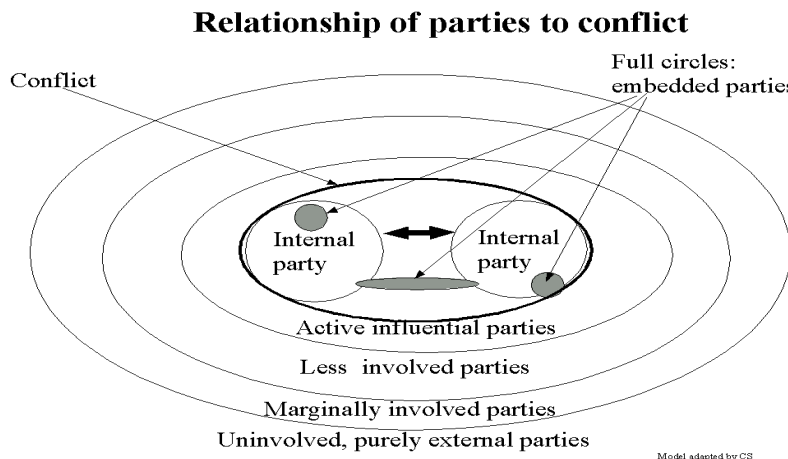 Relationship of parties to conflict
Full circles:
embedded parties
Conflict
Internal
party
Internal
party
Active influential parties
Less involved parties
Marginally involved parties
Uninvolved, purely external parties
Model adapted by CS